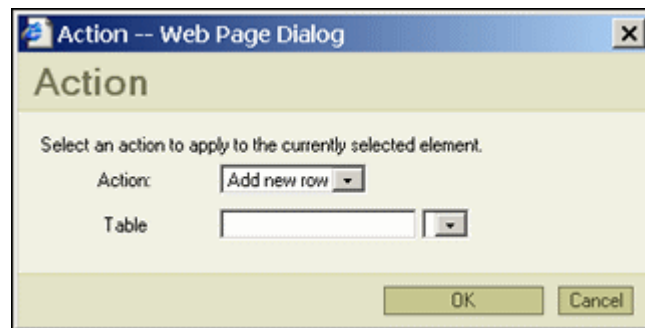 Action -- Web Page Dialog
Action
Select an action to apply to the currently selected element.
Action: Add new row
Table
OK Cancel